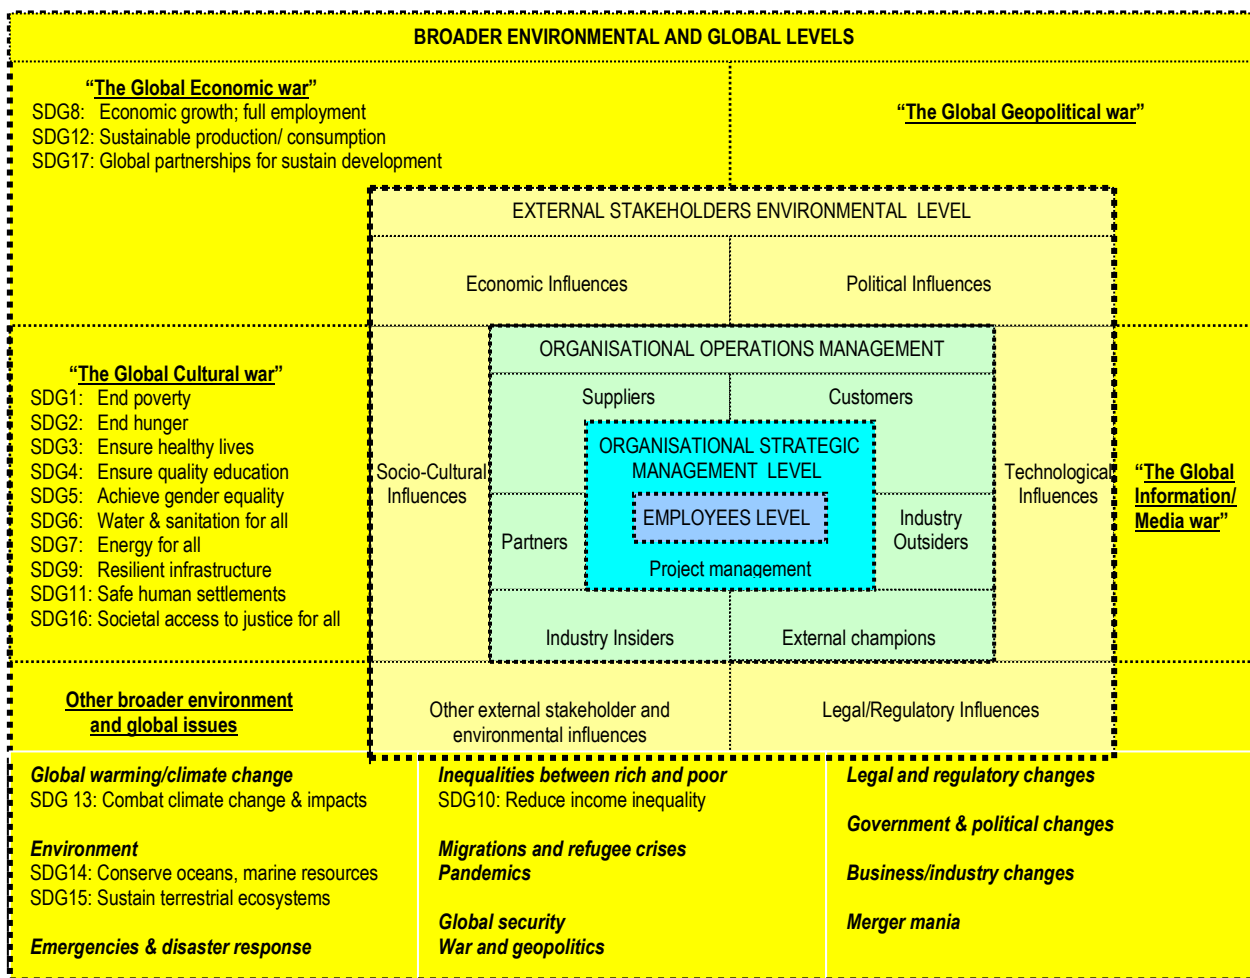 BROADER ENVIRONMENTAL AND GLOBAL LEVELS
“The Global Economic war”
SDG8: Economic growth; full employment
SDG12: Sustainable production/ consumption
SDG17: Global partnerships for sustain development
“The Global Geopolitical war”
EXTERNAL STAKEHOLDERS ENVIRONMENTAL LEVEL
Economic Influences
Political Influences
“The Global Cultural war”
SDG1: End poverty
SDG2: End hunger
SDG3: Ensure healthy lives
SDG4: Ensure quality education
SDG5: Achieve gender equality
SDG6: Water & sanitation for all
SDG7: Energy for all
SDG9: Resilient infrastructure
SDG11: Safe human settlements
SDG16: Societal access to justice for all
Socio-Cultural
Influences
ORGANISATIONAL OPERATIONS MANAGEMENT
Suppliers
Customers
ORGANISATIONAL STRATEGIC
MANAGEMENT LEVEL
EMPLOYEES LEVEL
Project management
Partners
Industry
Outsiders
Industry Insiders
External champions
Technological
Influences
“The Global
Information/
Media war”
Other broader environment
and global issues
Other external stakeholder and
environmental influences
Legal/Regulatory Influences
Global warming/climate change
SDG 13: Combat climate change & impacts
Environment
SDG14: Conserve oceans, marine resources
SDG15: Sustain terrestrial ecosystems
Emergencies & disaster response
Inequalities between rich and poor
SDG10: Reduce income inequality
Migrations and refugee crises
Pandemics
Global security
War and geopolitics
Legal and regulatory changes
Government & political changes
Business/industry changes
Merger mania